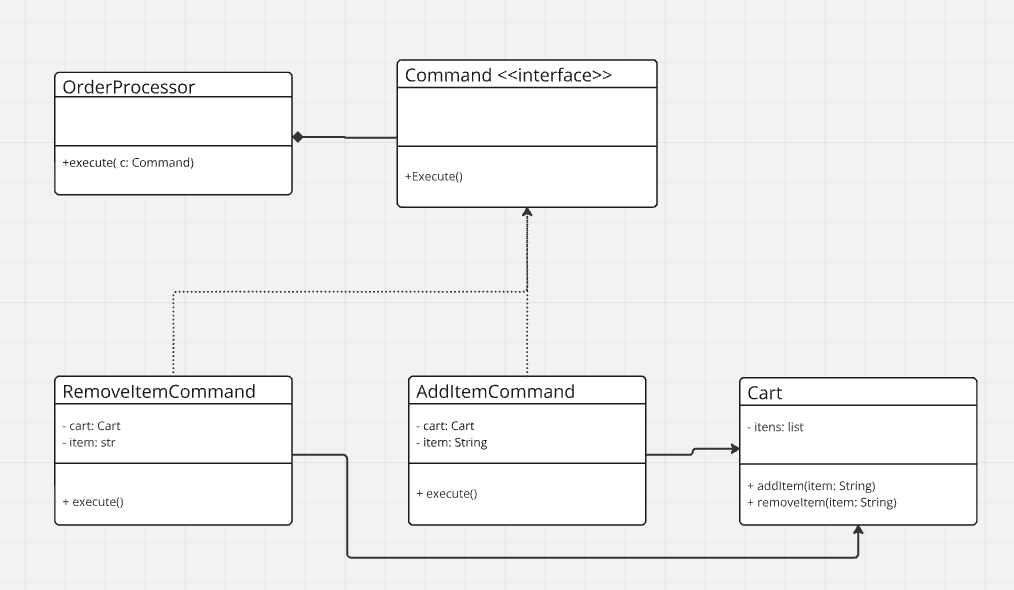 OrderProcessor
+execute( c: Command)
Command <<interface>>
+Execute()
RemoveItemCommand
- cart: Cart
- item: str
+ execute()
AddItemCommand
- cart: Cart
- item: String
+ execute()
Cart
- itens: list
+ addItem(item: String)
+ removeItem(item: String)